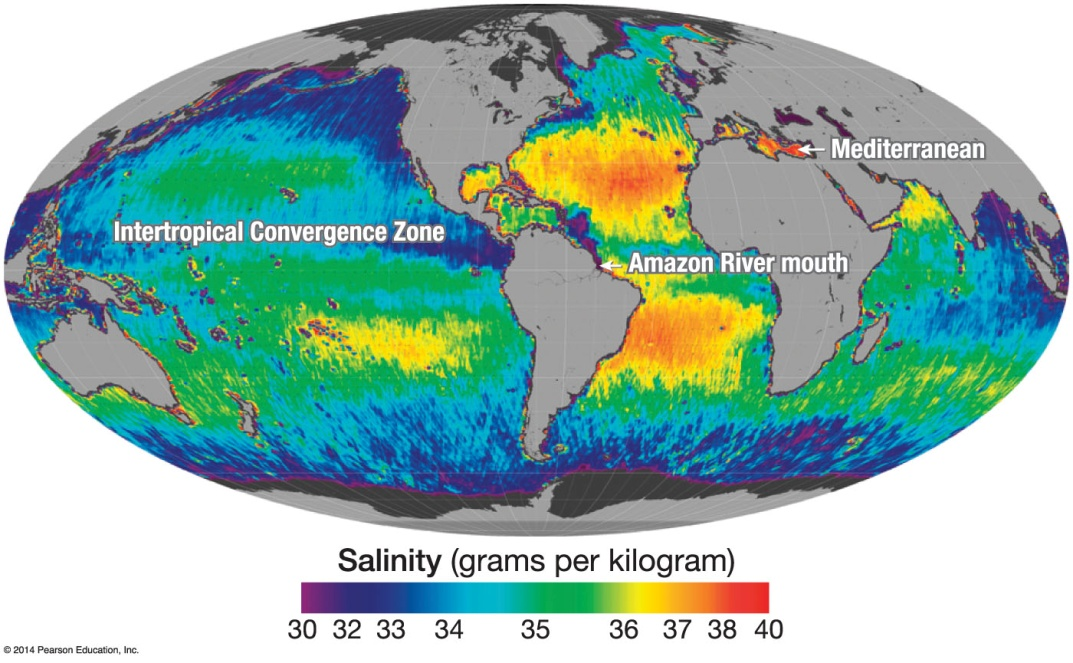 Mediterranean
Intertropical Convergence Zone
Amazon River mouth
Salinity (grams per kilogram)
30 32 33 34 35 36 37 38 40
© 2014 Pearson Education, Inc.